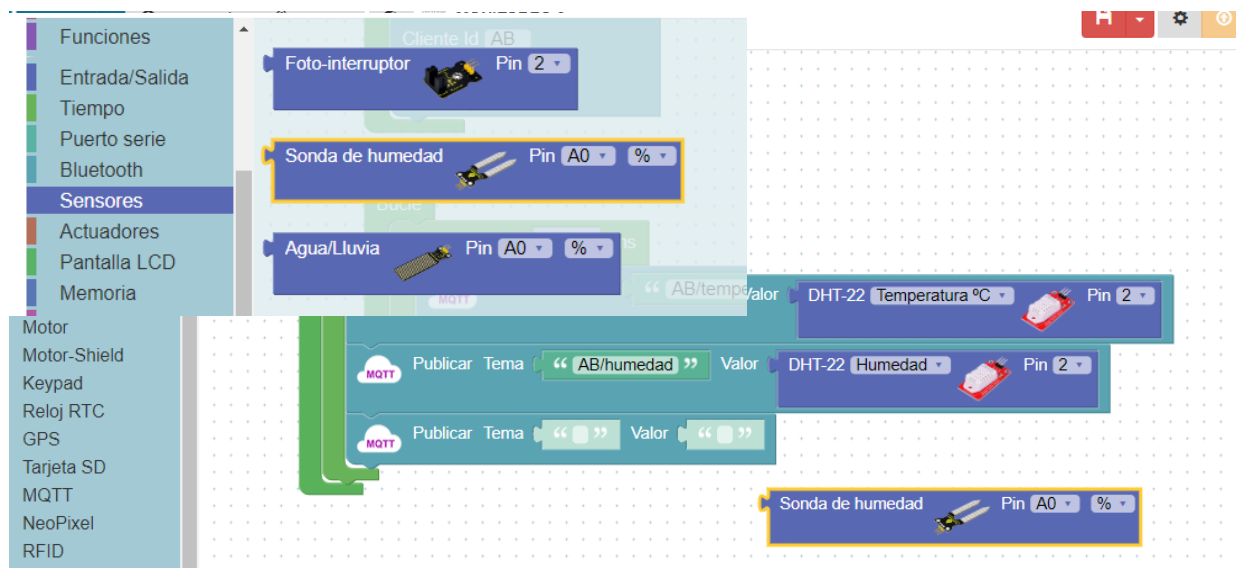 Funciones
Entrada/Salida
Tiempo
Puerto serie
Bluetooth
Sensores
Actuadores
Pantalla LCD
Memoria
Motor
Motor-Shield
Keypad
Reloj RTC
GPS
Tarjeta SD
MQTT
NeoPixel
RFID
Cliente Id AB
Foto-interruptor Pin 2
Sonda de humedad Pin A0 %
Bucle
Agua/Lluvia Pin A0 %
MQTT “ AB/tempe Valor DHT-22 Temperatura ºC Pin 2
MQTT Publicar Tema “ AB/humedad ” Valor DHT-22 Humedad Pin 2
MQTT Publicar Tema “ ” Valor “ ”
Sonda de humedad Pin A0 %